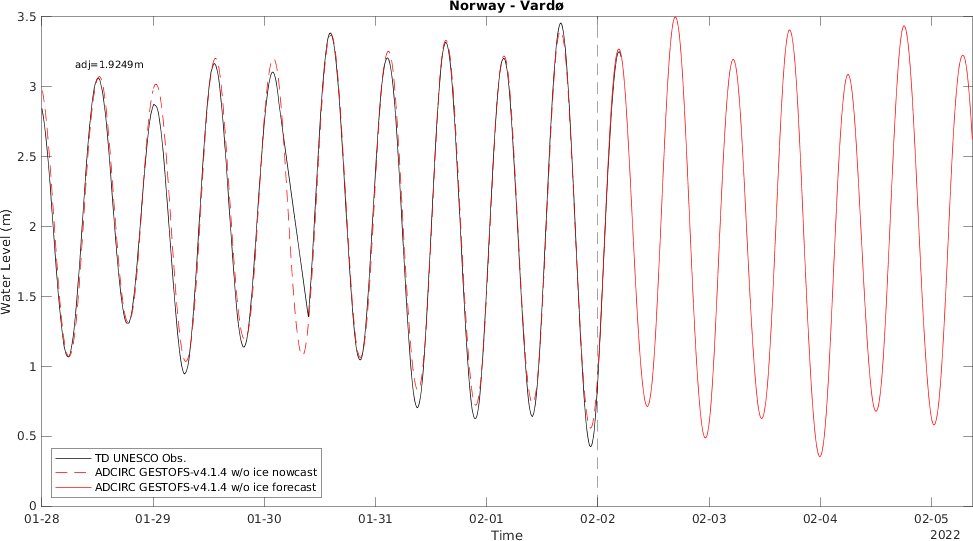 Norway - Vardø
adj=1.9249m
3.5
3
2.5
2
1.5
1
0.5
0
Water Level (m)
TD UNESCO Obs.
ADCIRC GESTOFS-v4.1.4 w/o ice nowcast
ADCIRC GESTOFS-v4.1.4 w/o ice forecast
01-28 01-29 01-30 01-31 02-01 02-02 02-03 02-04 02-05
Time
2022